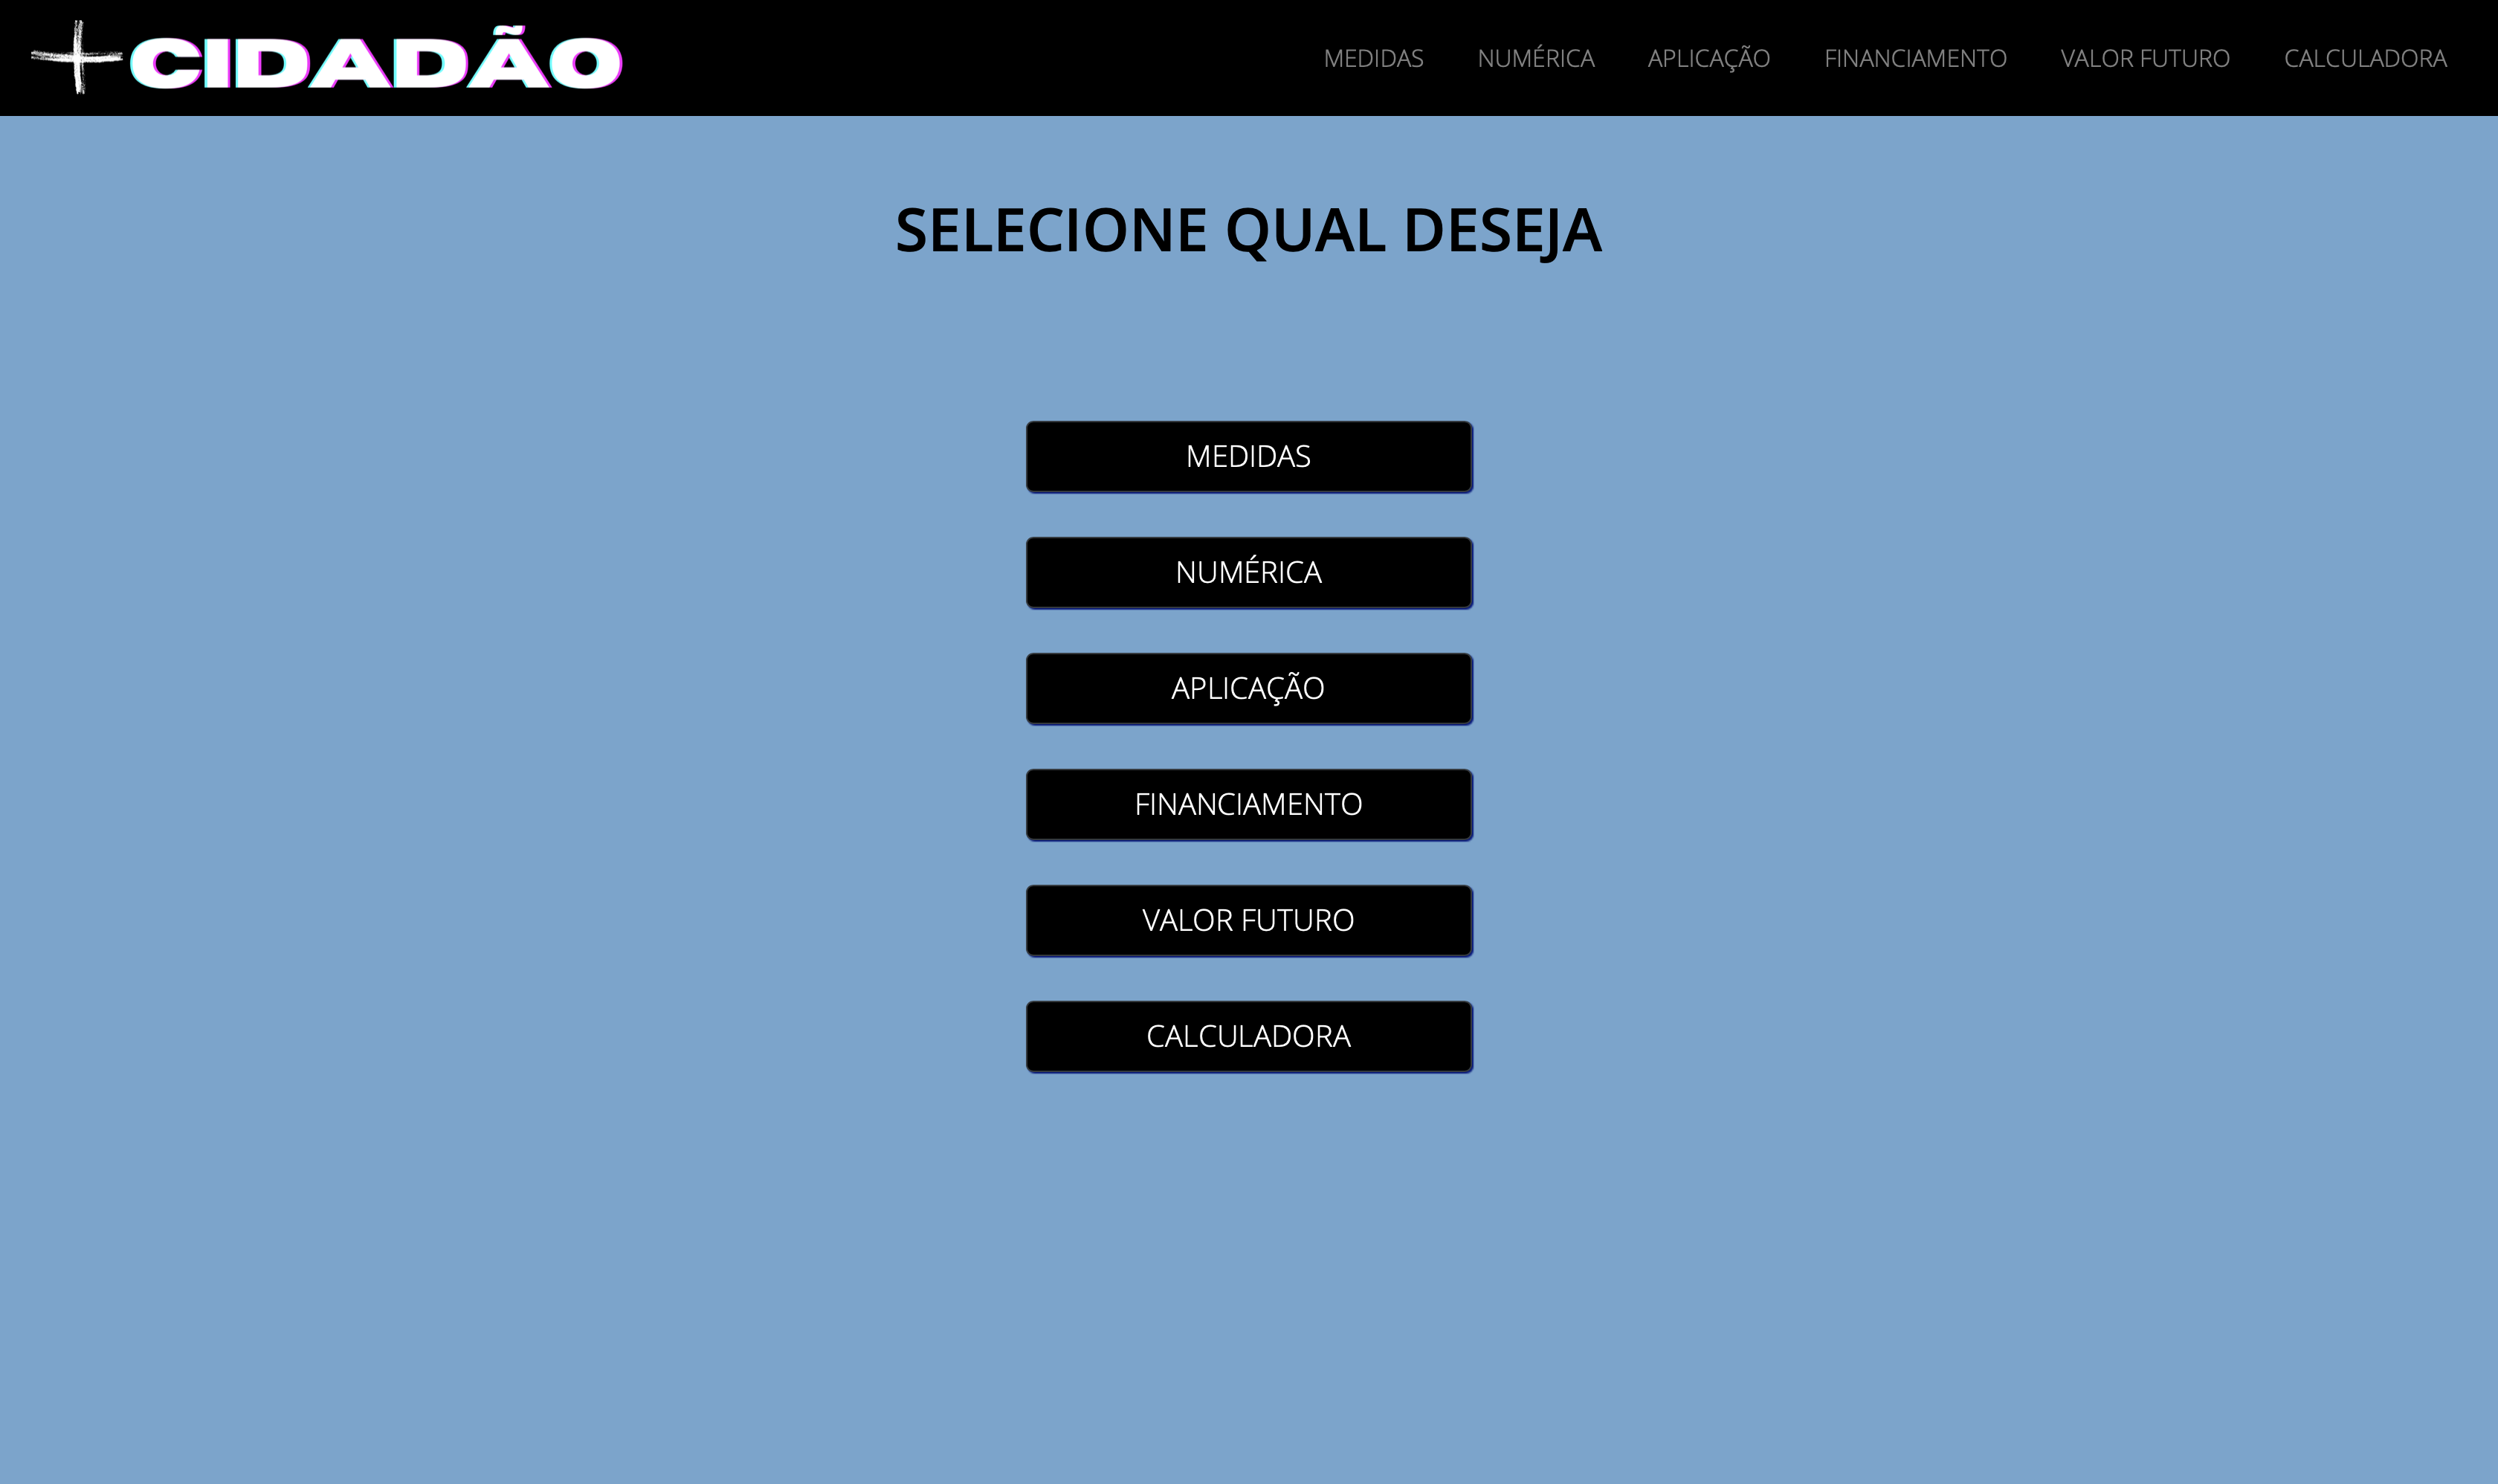 +CIDADÃO
MEDIDAS NUMÉRICA APLICAÇÃO FINANCIAMENTO VALOR FUTURO CALCULADORA
SELECIONE QUAL DESEJA
MEDIDAS
NUMÉRICA
APLICAÇÃO
FINANCIAMENTO
VALOR FUTURO
CALCULADORA